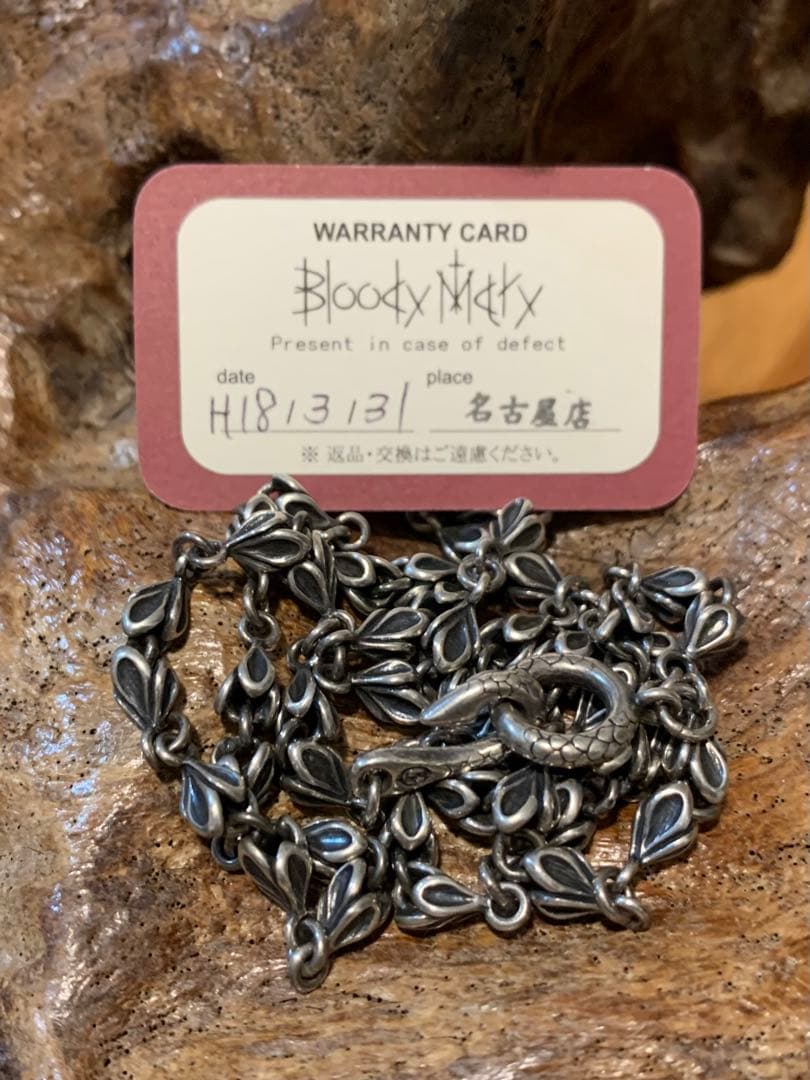 WARRANTY CARD
Bloody Mary
Present in case of defect
date place
H18/3/31 名古屋店
※ 返品・交換はご遠慮ください。